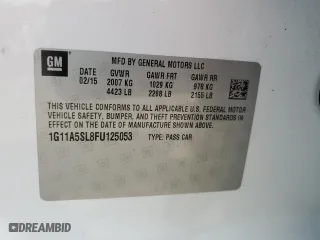 GM
MFD BY GENERAL MOTORS LLC
DATE GVWR GAWR FRT GAWR RR
02/15 2007 KG 1029 KG 978 KG
4423 LB 2268 LB 2155 LB
THIS VEHICLE CONFORMS TO ALL APPLICABLE U.S. FEDERAL MOTOR
VEHICLE SAFETY, BUMPER, AND THEFT PREVENTION STANDARDS IN
EFFECT ON THE DATE OF MANUFACTURE SHOWN ABOVE.
1G11A5SL8FU125053 TYPE: PASS CAR
© DAUTOHELPERBOT